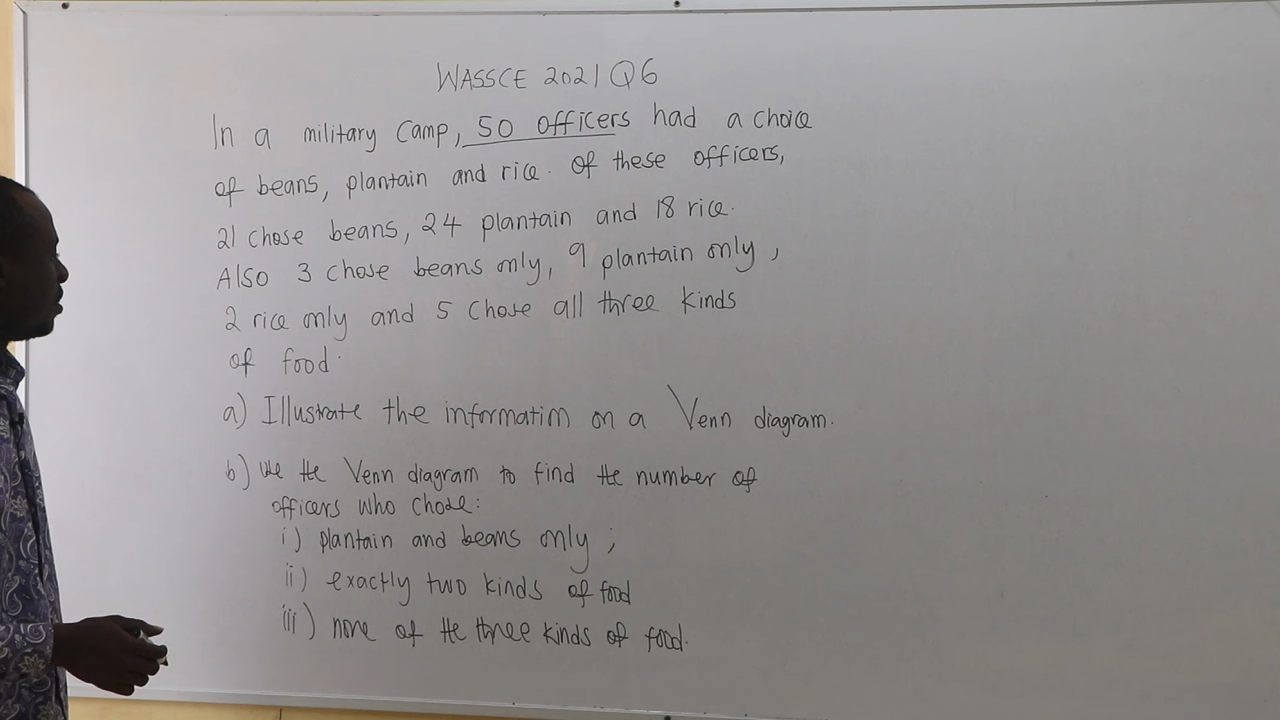 WASSCE 2021 Q6
In a military camp, 50 officers had a choice
of beans, plantain and rice. Of these officers,
21 chose beans, 24 plantain and 18 rice.
Also 3 chose beans only, 9 plantain only,
2 rice only and 5 chose all three kinds
of food.
a) Illustrate the information on a Venn diagram.
b) Use the Venn diagram to find the number of
officers who chose:
i) plantain and beans only;
ii) exactly two kinds of food
iii) none of the three kinds of food.